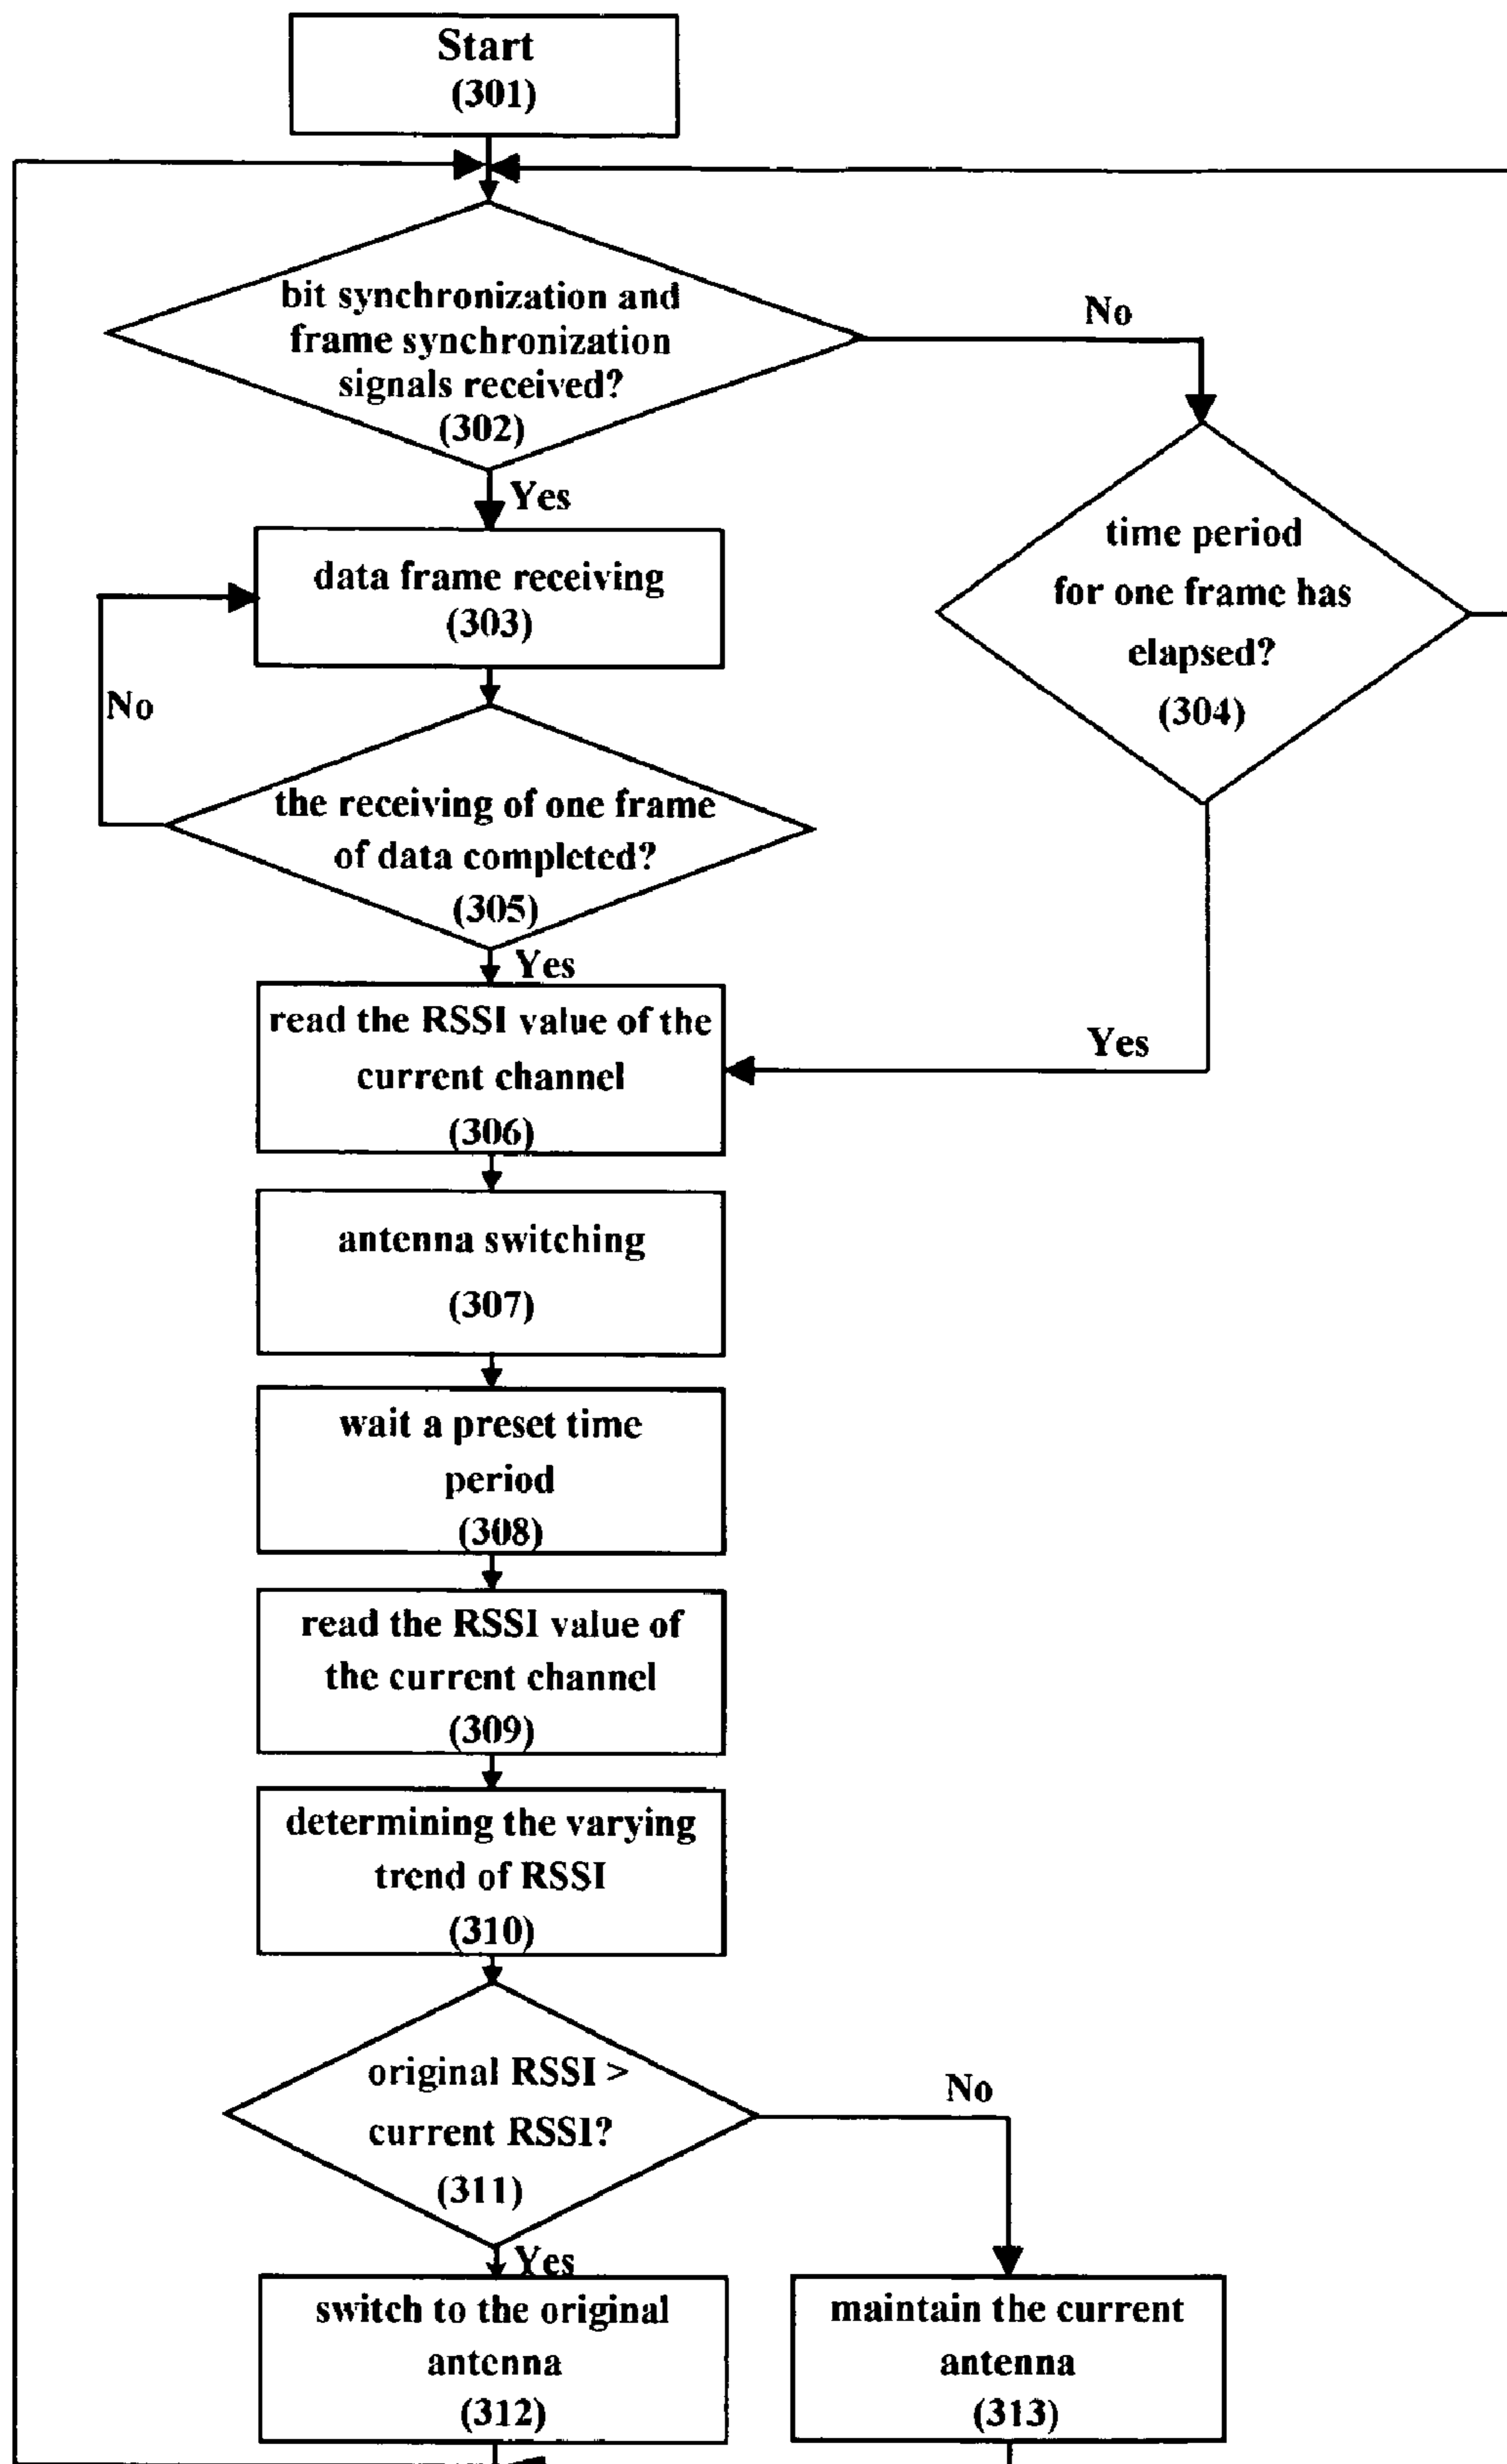 Start
(301)
bit synchronization and
frame synchronization
signals received?
(302)
No
Yes
data frame receiving
(303)
time period
for one frame has
elapsed?
(304)
No
the receiving of one frame
of data completed?
(305)
Yes
read the RSSI value of the
current channel
(306)
Yes
antenna switching
(307)
wait a preset time
period
(308)
read the RSSI value of
the current channel
(309)
determining the varying
trend of RSSI
(310)
original RSSI >
current RSSI?
(311)
No
Yes
switch to the original
antenna
(312)
maintain the current
antenna
(313)